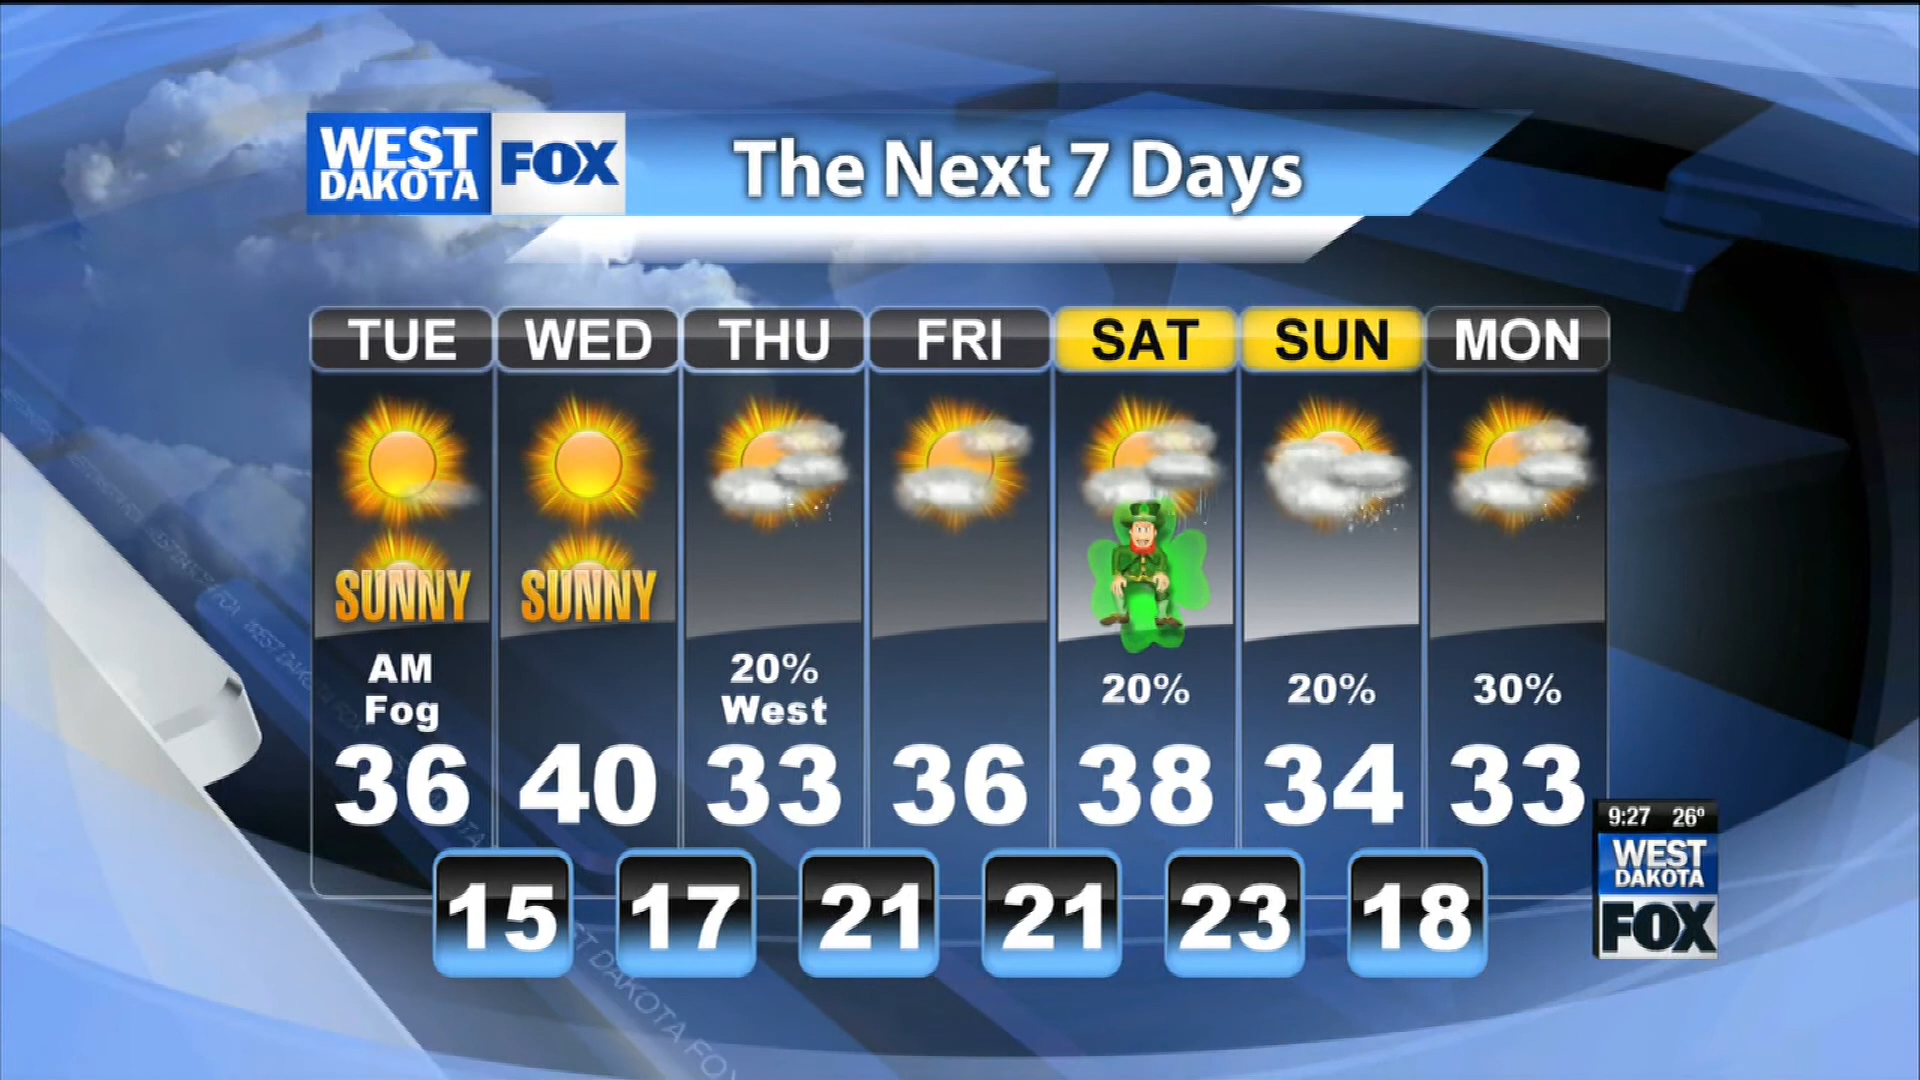 WEST
DAKOTA
FOX
The Next 7 Days
TUE WED THU FRI SAT SUN MON
SUNNY SUNNY
AM
Fog
20%
West
20% 20% 30%
36 40 33 36 38 34 33
15 17 21 21 23 18
9:27 26°
WEST
DAKOTA
FOX